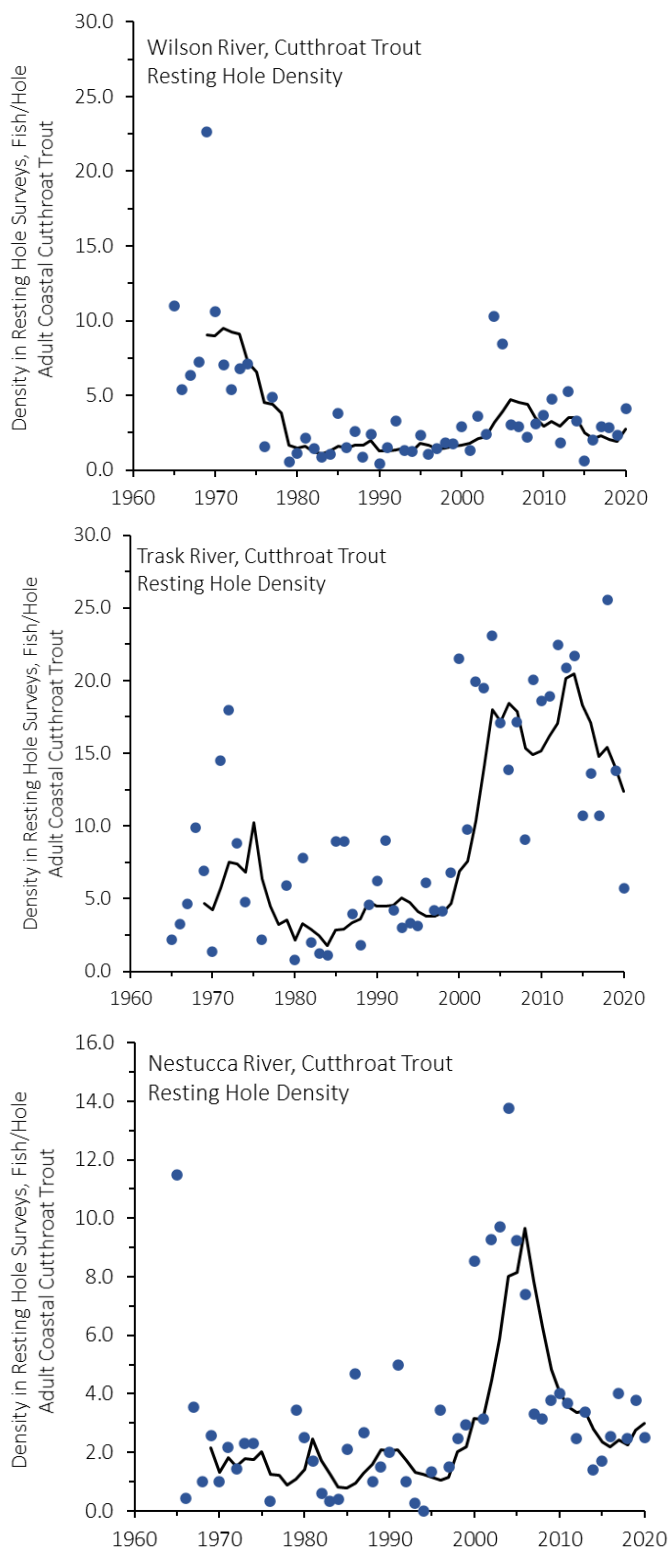 30.0
Wilson River, Cutthroat Trout
Resting Hole Density
25.0
20.0
15.0
10.0
5.0
0.0
Density in Resting Hole Surveys, Fish/Hole
Adult Coastal Cutthroat Trout
1960 1970 1980 1990 2000 2010 2020
30.0
Trask River, Cutthroat Trout
Resting Hole Density
25.0
20.0
15.0
10.0
5.0
0.0
Density in Resting Hole Surveys, Fish/Hole
Adult Coastal Cutthroat Trout
1960 1970 1980 1990 2000 2010 2020
16.0
Nestucca River, Cutthroat Trout
Resting Hole Density
14.0
12.0
10.0
8.0
6.0
4.0
2.0
0.0
Density in Resting Hole Surveys, Fish/Hole
Adult Coastal Cutthroat Trout
1960 1970 1980 1990 2000 2010 2020